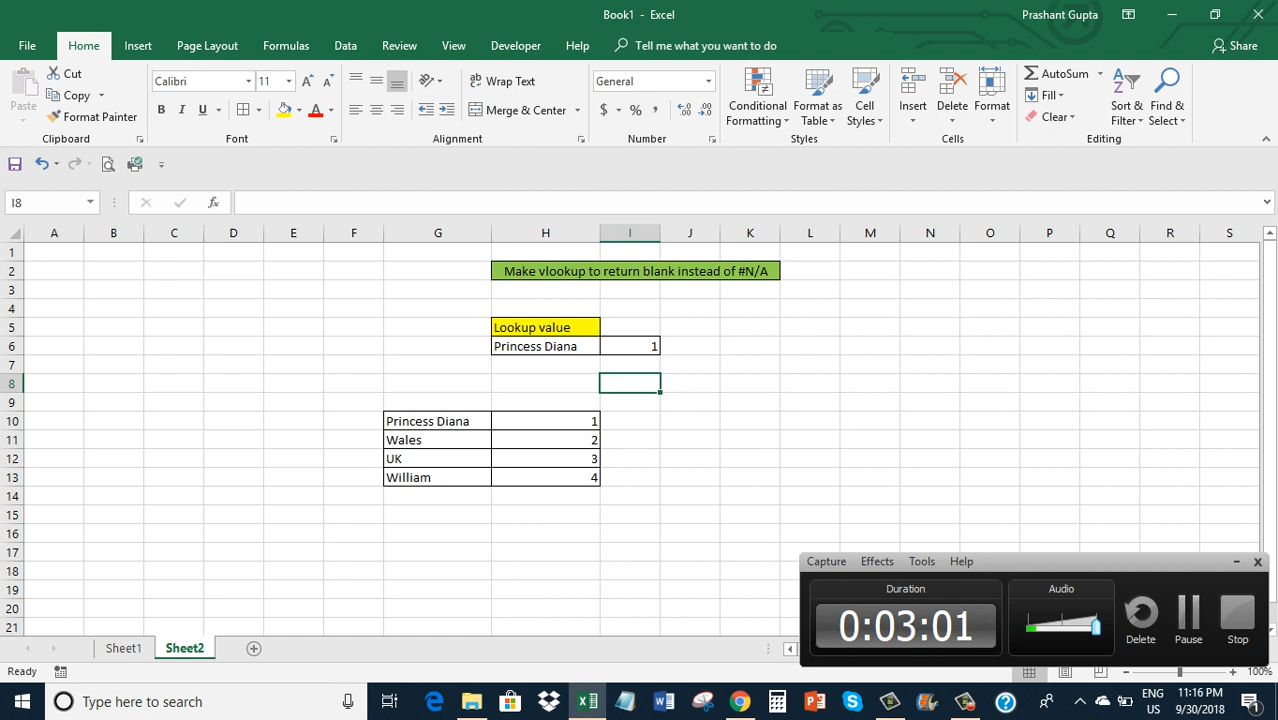 Book1 - Excel
Prashant Gupta
File Home Insert Page Layout Formulas Data Review View Developer Help Tell me what you want to do Share
Paste
Cut
Copy
Format Painter
Clipboard
Calibri 11
B I U A
Font
Wrap Text
Merge & Center
Alignment
General
$ % ,
Number
Conditional Formatting
Format as Table
Cell Styles
Styles
Insert
Delete
Format
Cells
AutoSum
Fill
Clear
Sort & Filter
Find & Select
Editing
I8
fx
A B C D E F G H I J K L M N O P Q R S
1
2 Make vlookup to return blank instead of #N/A
3
4
5 Lookup value
6 Princess Diana 1
7
8
9
10 Princess Diana 1
11 Wales 2
12 UK 3
13 William 4
14
15
16
17
18
19
20
21
Capture Effects Tools Help
Duration
0:03:01
Audio
Delete
Pause
Stop
Sheet1 Sheet2
Ready
100%
Type here to search
ENG
US
11:16 PM
9/30/2018
1